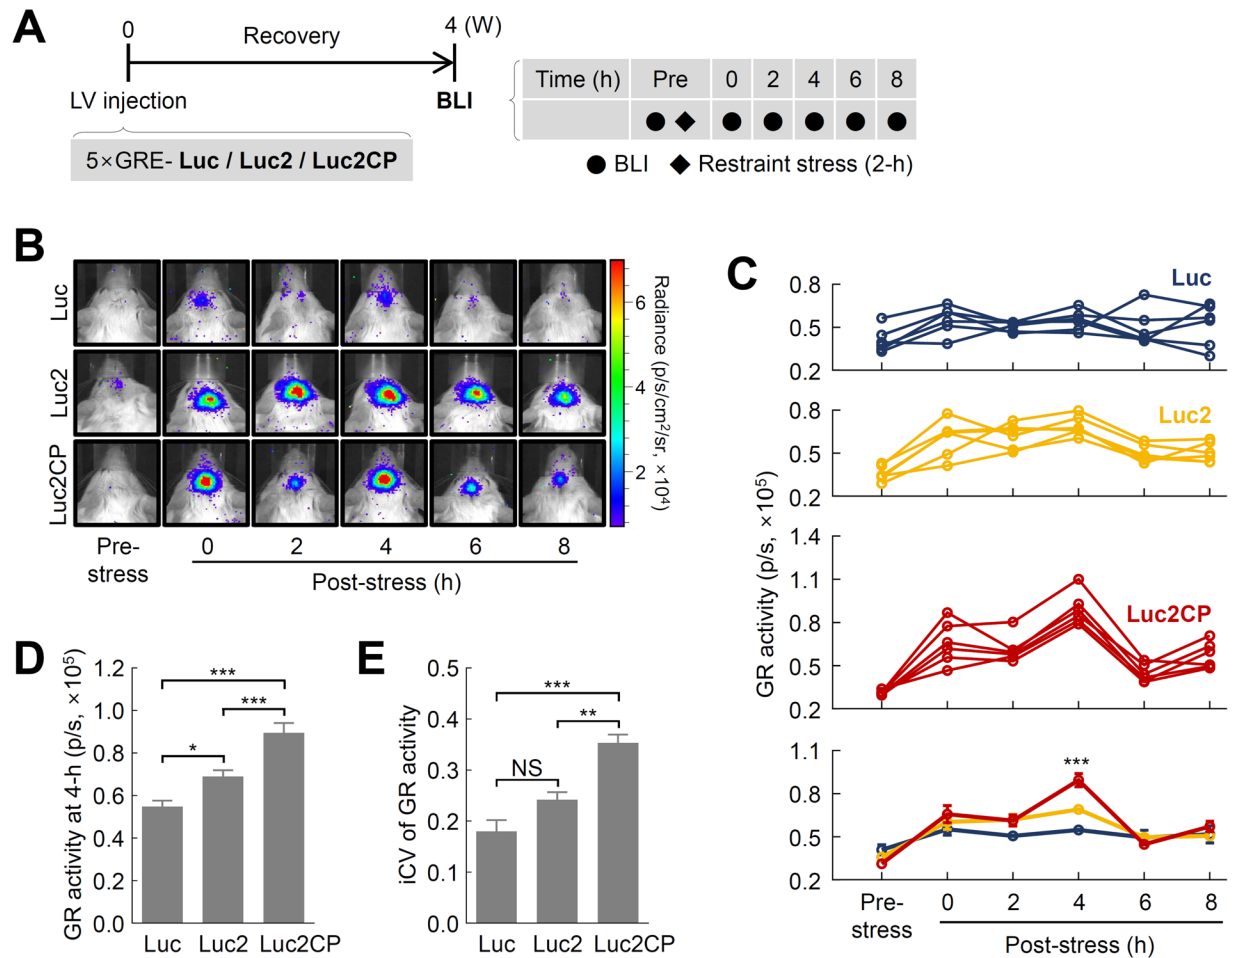 A
0
4 (W)
Recovery
LV injection
BLI
5×GRE- Luc / Luc2 / Luc2CP
Time (h) Pre 0 2 4 6 8
BLI Restraint stress (2-h)
B
Luc
Luc2
Luc2CP
Pre-
stress
0 2 4 6 8
Post-stress (h)
6
4
2
Radiance (p/s/cm²/sr, ×10⁴)
C
GR activity (p/s, ×10⁵)
Luc
0.8
0.5
0.2
Luc2
0.8
0.5
0.2
1.4
1.1
Luc2CP
0.8
0.5
0.2
1.1
***
0.8
0.5
0.2
Pre-
stress
0 2 4 6 8
Post-stress (h)
D
GR activity at 4-h (p/s, ×10⁵)
1.2
1.0
0.8
0.6
0.4
0.2
0.0
***
***
*
Luc Luc2 Luc2CP
E
iCV of GR activity
0.5
0.4
0.3
0.2
0.1
0.0
***
**
NS
Luc Luc2 Luc2CP